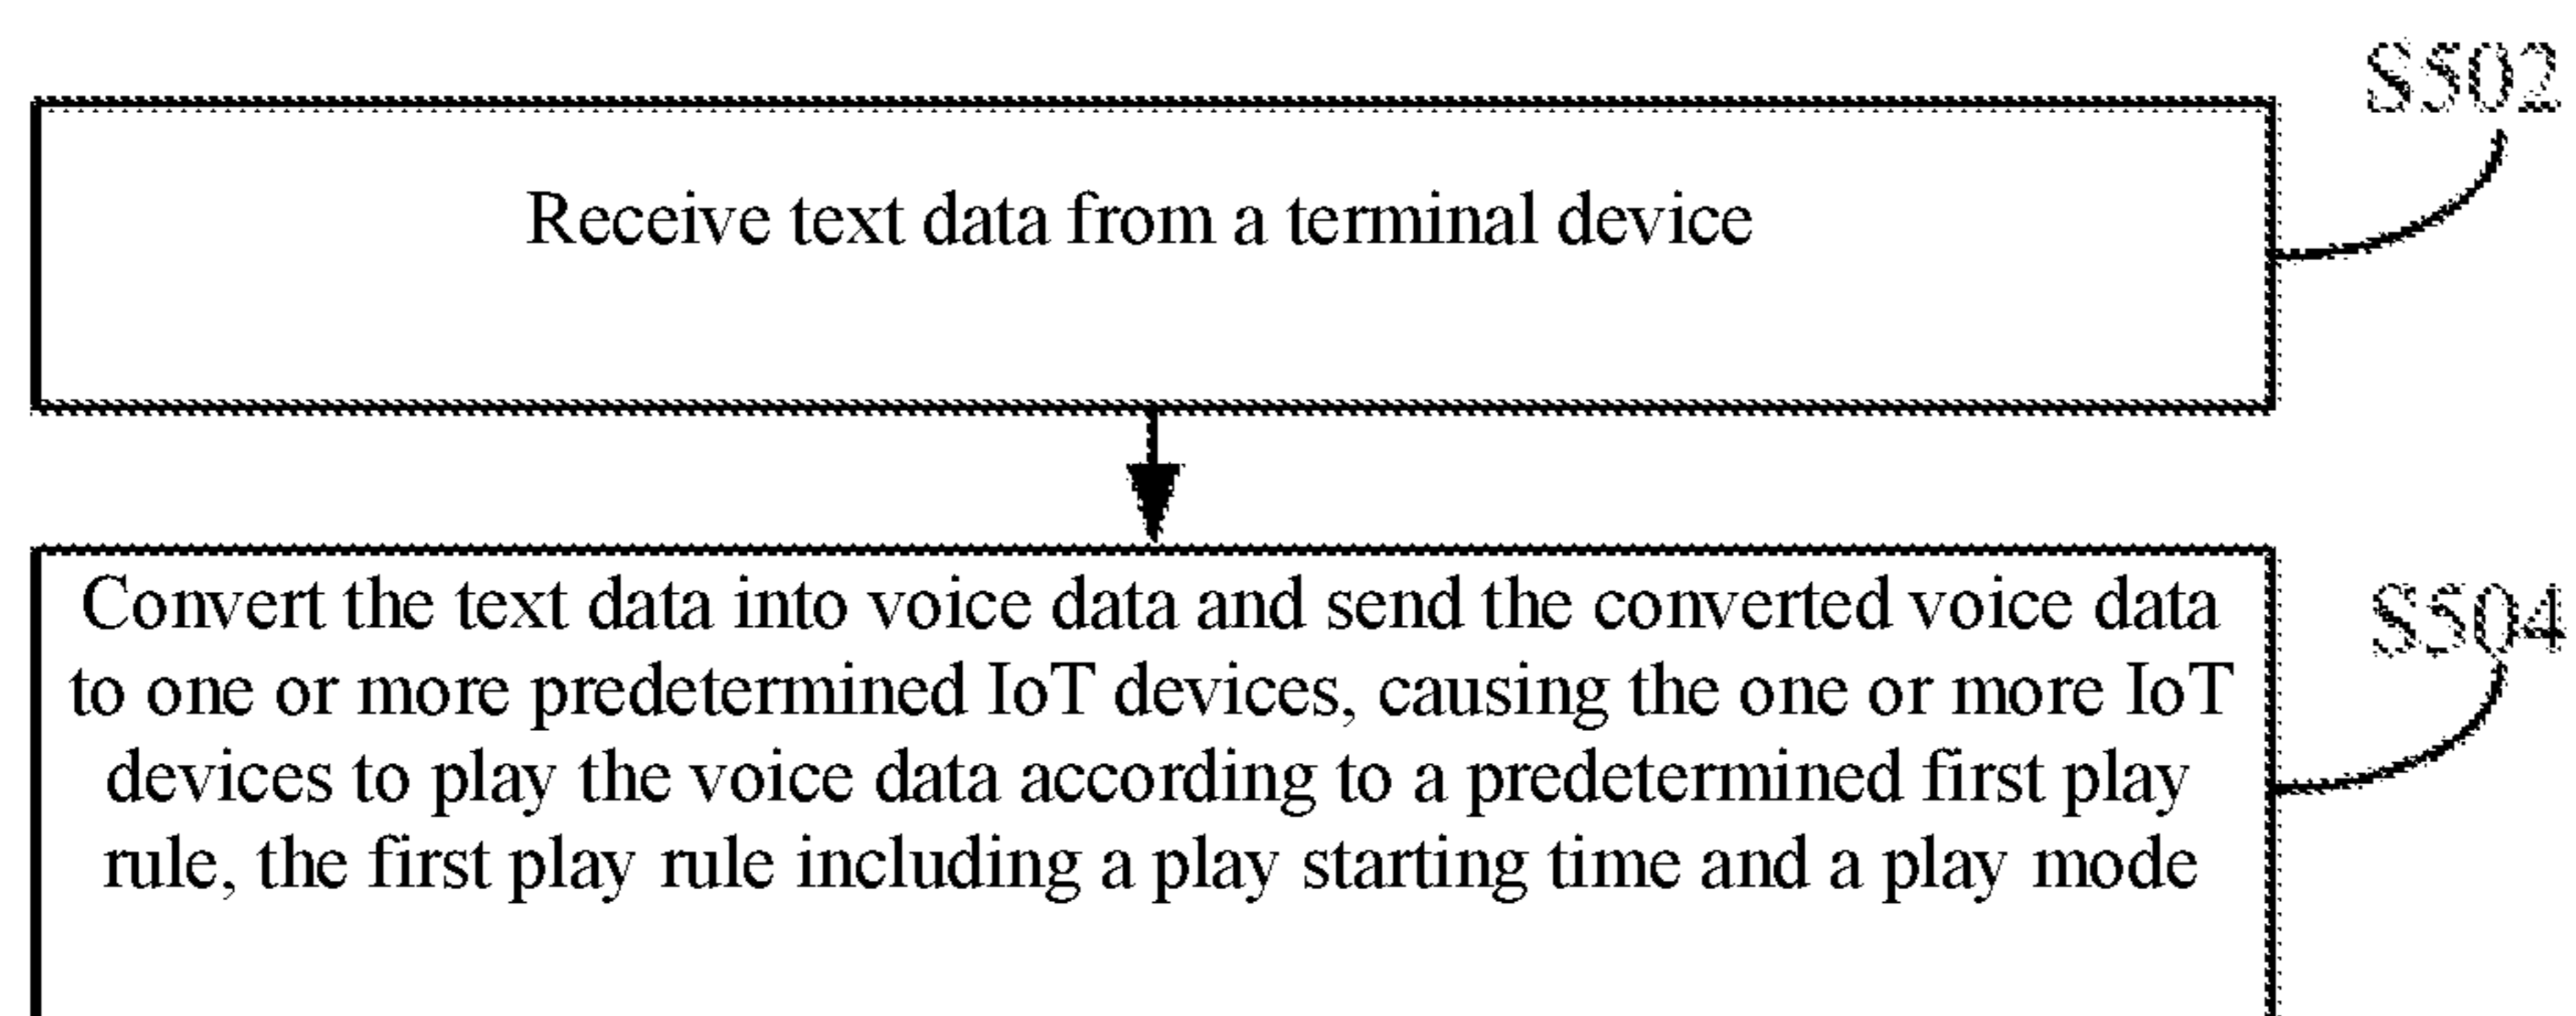 S502
Receive text data from a terminal device
Convert the text data into voice data and send the converted voice data
to one or more predetermined IoT devices, causing the one or more IoT
devices to play the voice data according to a predetermined first play
rule, the first play rule including a play starting time and a play mode
S504